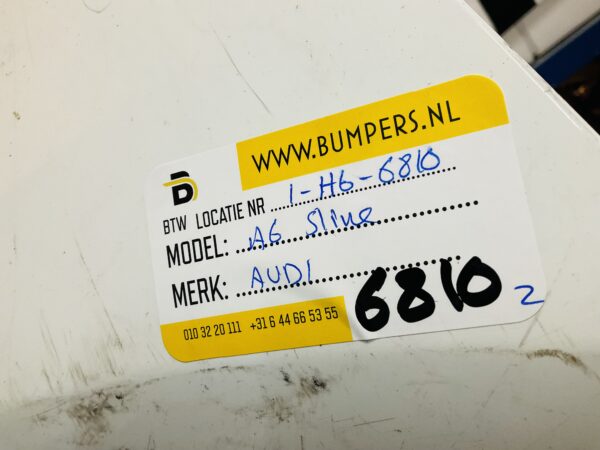 WWW.BUMPERS.NL
B
BTW LOCATIE NR 1-H6-6810
MODEL: A6 Sline
MERK: AUDI
6810 2
010 32 20 111 +31 6 44 66 53 55